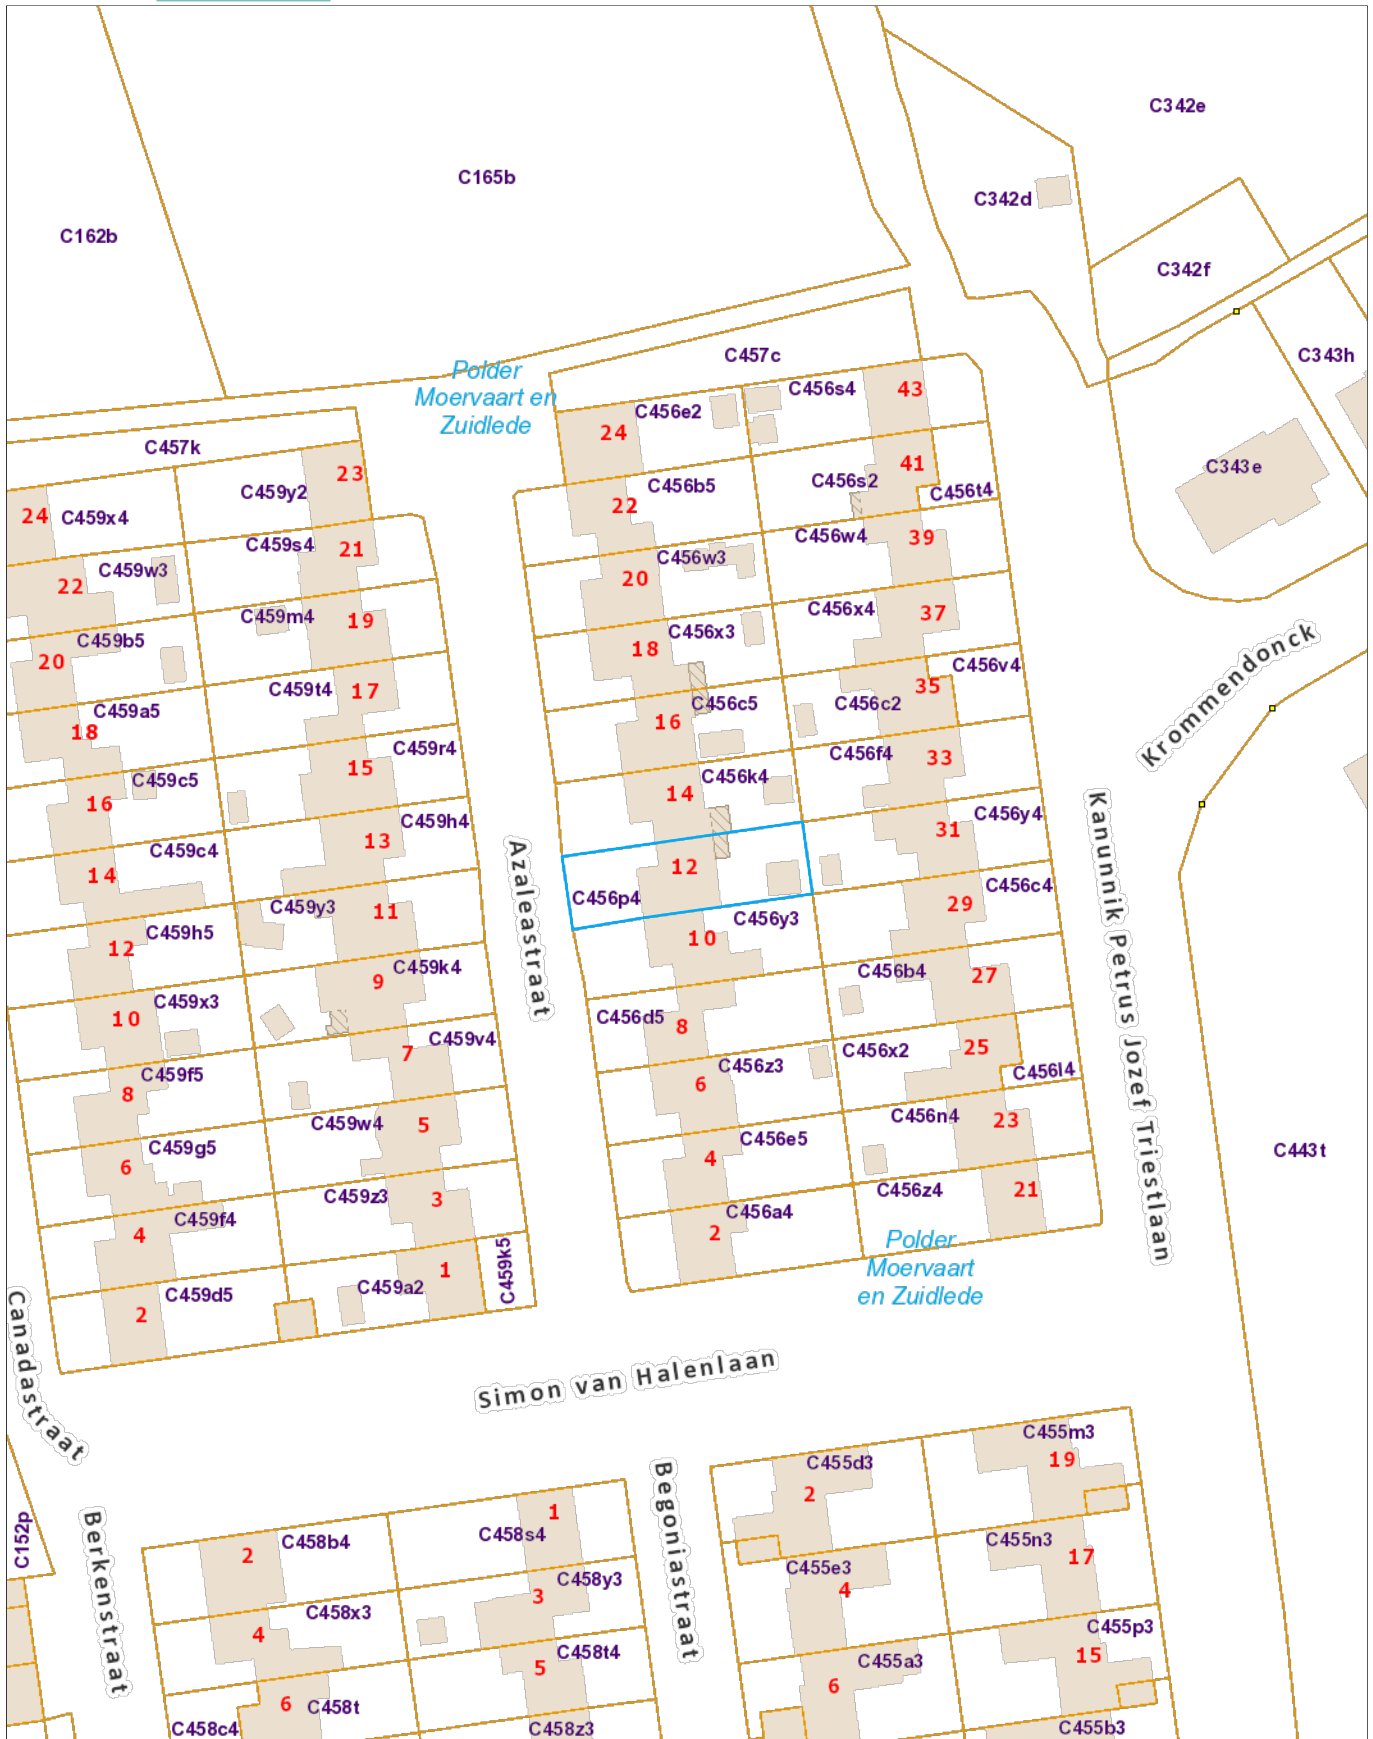 C342e
C165b
C342d
C162b
C342f
C457c
C343h
Polder
Moervaart en
Zuidlede
C456s4
43
C456e2
24
C457k
41
C343e
23
C456s2
C456b5
C459y2
C456t4
22
24
C459x4
C456w4
39
C459s4
21
C456w3
C459w3
20
22
C456x4
37
C459m4
19
C456x3
Krommendonck
C459b5
18
20
C456v4
35
C459t4
17
C456c2
C456c5
C459a5
16
18
C459r4
C456f4
33
15
C456k4
C459c5
14
16
C456y4
C459h4
31
13
C459c4
12
14
C456c4
C456p4
29
C459y3
11
C456y3
Azaleastraat
C459h5
12
10
C459k4
C456b4
27
9
C459x3
10
C456d5
8
C459v4
7
C456x2
25
C456z3
C456l4
C459f5
6
8
Kanunnik Petrus Jozef Triestlaan
C456n4
23
C459w4
5
C456e5
C459g5
4
6
C443t
C456z4
21
C459z3
3
C456a4
C459f4
2
4
Polder
Moervaart
en Zuidlede
C459k5
1
C459a2
C459d5
2
Canadastraat
Simon van Halenlaan
C455m3
19
C455d3
2
C152p
Berkenstraat
Begoniastraat
1
C458s4
C458b4
2
C455n3
17
C455e3
4
C458y3
3
C458x3
4
C455p3
15
C458t4
5
C455a3
6
6
C458t
C458c4
C458z3
C455b3